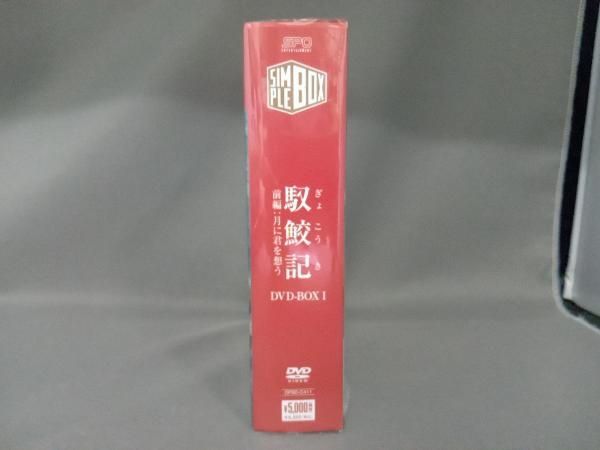 SPO
ENTERTAINMENT
SIMPLE BOX
馭鮫記
ぎょこうき
前編:月に君を想う
DVD-BOX I
DVD
VIDEO
¥5,000